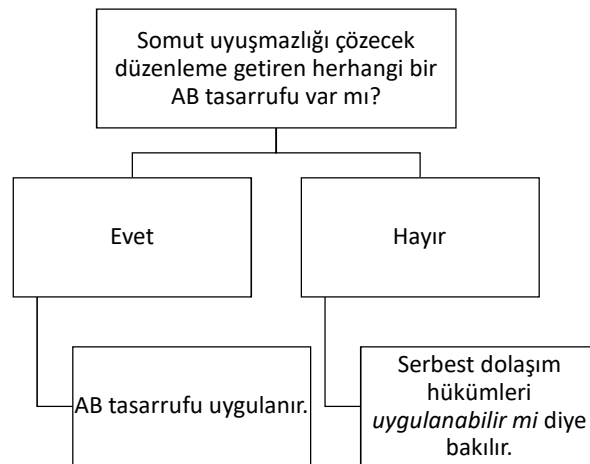 Somut uyuşmazlığı çözecek
düzenleme getiren herhangi bir
AB tasarrufu var mı?
Evet
Hayır
AB tasarrufu uygulanır.
Serbest dolaşım
hükümleri
uygulanabilir mi diye
bakılır.